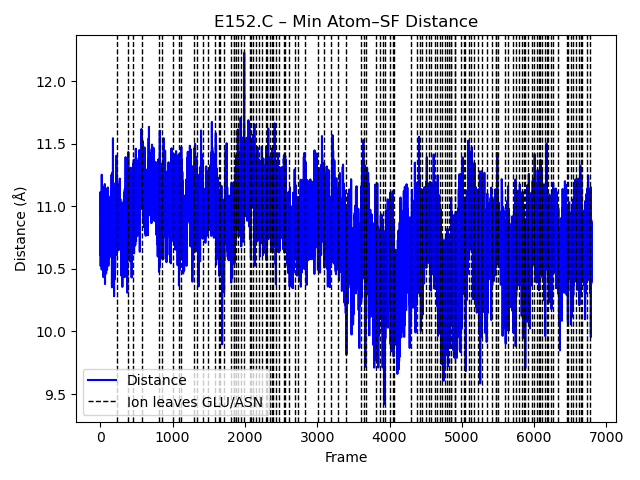 E152.C – Min Atom–SF Distance
Distance (Å)
12.0
11.5
11.0
10.5
10.0
9.5
Distance
Ion leaves GLU/ASN
0 1000 2000 3000 4000 5000 6000 7000
Frame